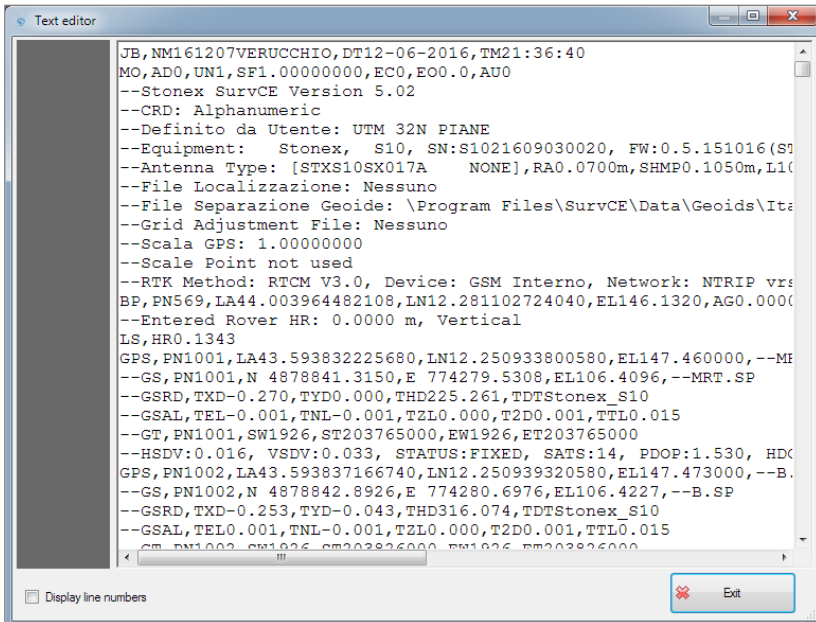 Text editor
JB,NM161207VERUCCHIO,DT12-06-2016,TM21:36:40
MO,AD0,UN1,SF1.00000000,EC0,EO0.0,AU0
--Stonex SurvCE Version 5.02
--CRD: Alphanumeric
--Definito da Utente: UTM 32N PIANE
--Equipment:   Stonex,  S10, SN:S1021609030020, FW:0.5.151016(ST
--Antenna Type: [STXS10SX017A    NONE],RA0.0700m,SHMP0.1050m,L10
--File Localizzazione: Nessuno
--File Separazione Geoide: \Program Files\SurvCE\Data\Geoids\Ita
--Grid Adjustment File: Nessuno
--Scala GPS: 1.00000000
--Scale Point not used
--RTK Method: RTCM V3.0, Device: GSM Interno, Network: NTRIP vrs
BP,PN569,LA44.003964482108,LN12.281102724040,EL146.1320,AG0.0000
--Entered Rover HR: 0.0000 m, Vertical
LS,HR0.1343
GPS,PN1001,LA43.593832225680,LN12.250933800580,EL147.460000,--MR
--GS,PN1001,N 4878841.3150,E 774279.5308,EL106.4096,--MRT.SP
--GSRD,TXD-0.270,TYD0.000,THD225.261,TDTStonex_S10
--GSAL,TEL-0.001,TNL-0.001,TZL0.000,T2D0.001,TTL0.015
--GT,PN1001,SW1926,ST203765000,EW1926,ET203765000
--HSDV:0.016, VSDV:0.033, STATUS:FIXED, SATS:14, PDOP:1.530, HDO
GPS,PN1002,LA43.593837166740,LN12.250939320580,EL147.473000,--B.
--GS,PN1002,N 4878842.8926,E 774280.6976,EL106.4227,--B.SP
--GSRD,TXD-0.253,TYD-0.043,THD316.074,TDTStonex_S10
--GSAL,TEL0.001,TNL-0.001,TZL0.000,T2D0.001,TTL0.015
--GT,PN1002,SW1926,ST203826000,EW1926,ET203826000
Display line numbers
Exit